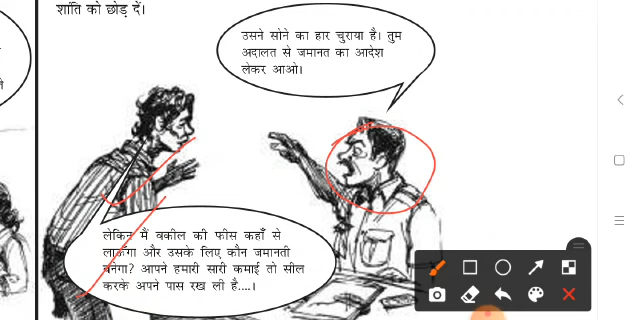 शांति को छोड़ दें।
उसने सोने का हार चुराया है। तुम
अदालत से जमानत का आदेश
लेकर आओ।
लेकिन मैं वकील की फीस कहाँ से
लाऊँगा और उसके लिए कौन जमानती
बनेगा? आपने हमारी सारी कमाई तो सील
करके अपने पास रख ली है....।